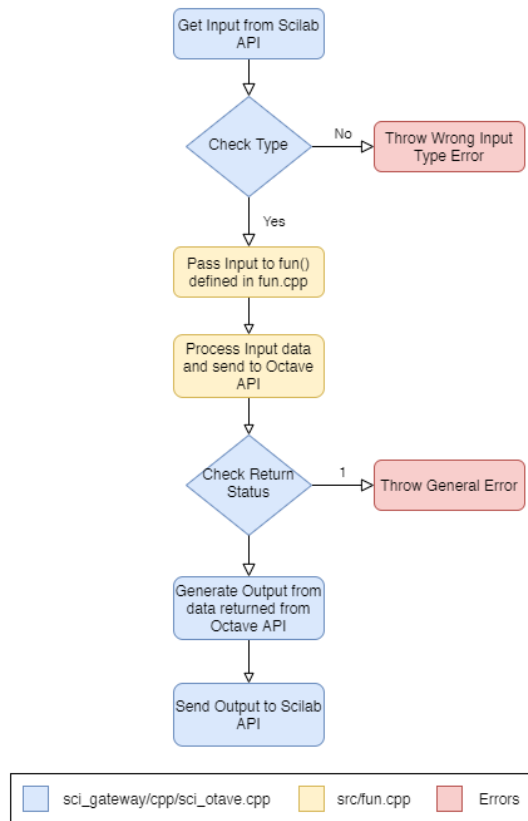 Get Input from Scilab
API
Check Type
No
Throw Wrong Input
Type Error
Yes
Pass Input to fun()
defined in fun.cpp
Process Input data
and send to Octave
API
Check Return
Status
1
Throw General Error
Generate Output from
data returned from
Octave API
Send Output to Scilab
API
sci_gateway/cpp/sci_otave.cpp
src/fun.cpp
Errors